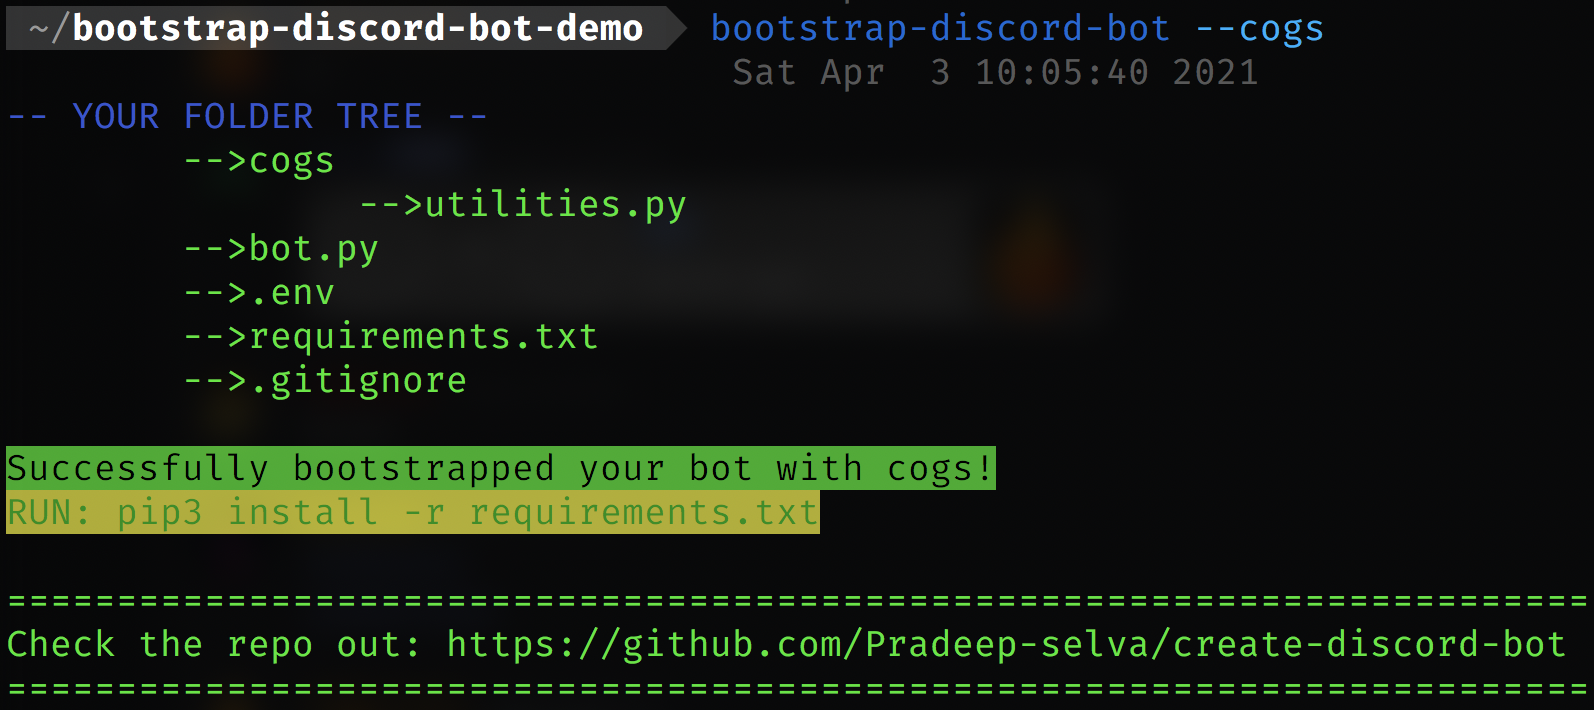 ~/bootstrap-discord-bot-demo bootstrap-discord-bot --cogs
Sat Apr  3 10:05:40 2021
-- YOUR FOLDER TREE --
-->cogs
-->utilities.py
-->bot.py
-->.env
-->requirements.txt
-->.gitignore
Successfully bootstrapped your bot with cogs!
RUN: pip3 install -r requirements.txt
========================================================================
Check the repo out: https://github.com/Pradeep-selva/create-discord-bot
========================================================================